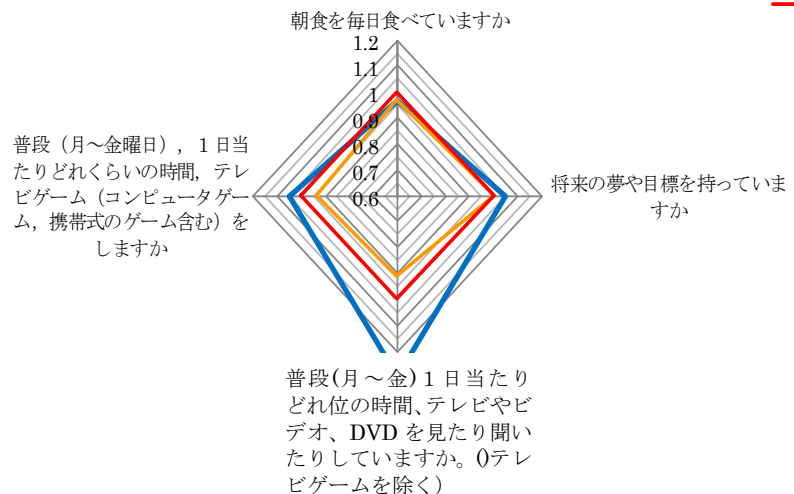 朝食を毎日食べていますか
1.2
1.1
1
0.9
0.8
0.7
0.6
普段（月～金曜日），１日当
たりどれくらいの時間，テレ
ビゲーム（コンピュータゲー
ム，携帯式のゲーム含む）を
しますか
将来の夢や目標を持っていま
すか
普段(月～金)１日当たり
どれ位の時間、テレビやビ
デオ、DVD を見たり聞い
たりしていますか。()テレ
ビゲームを除く）